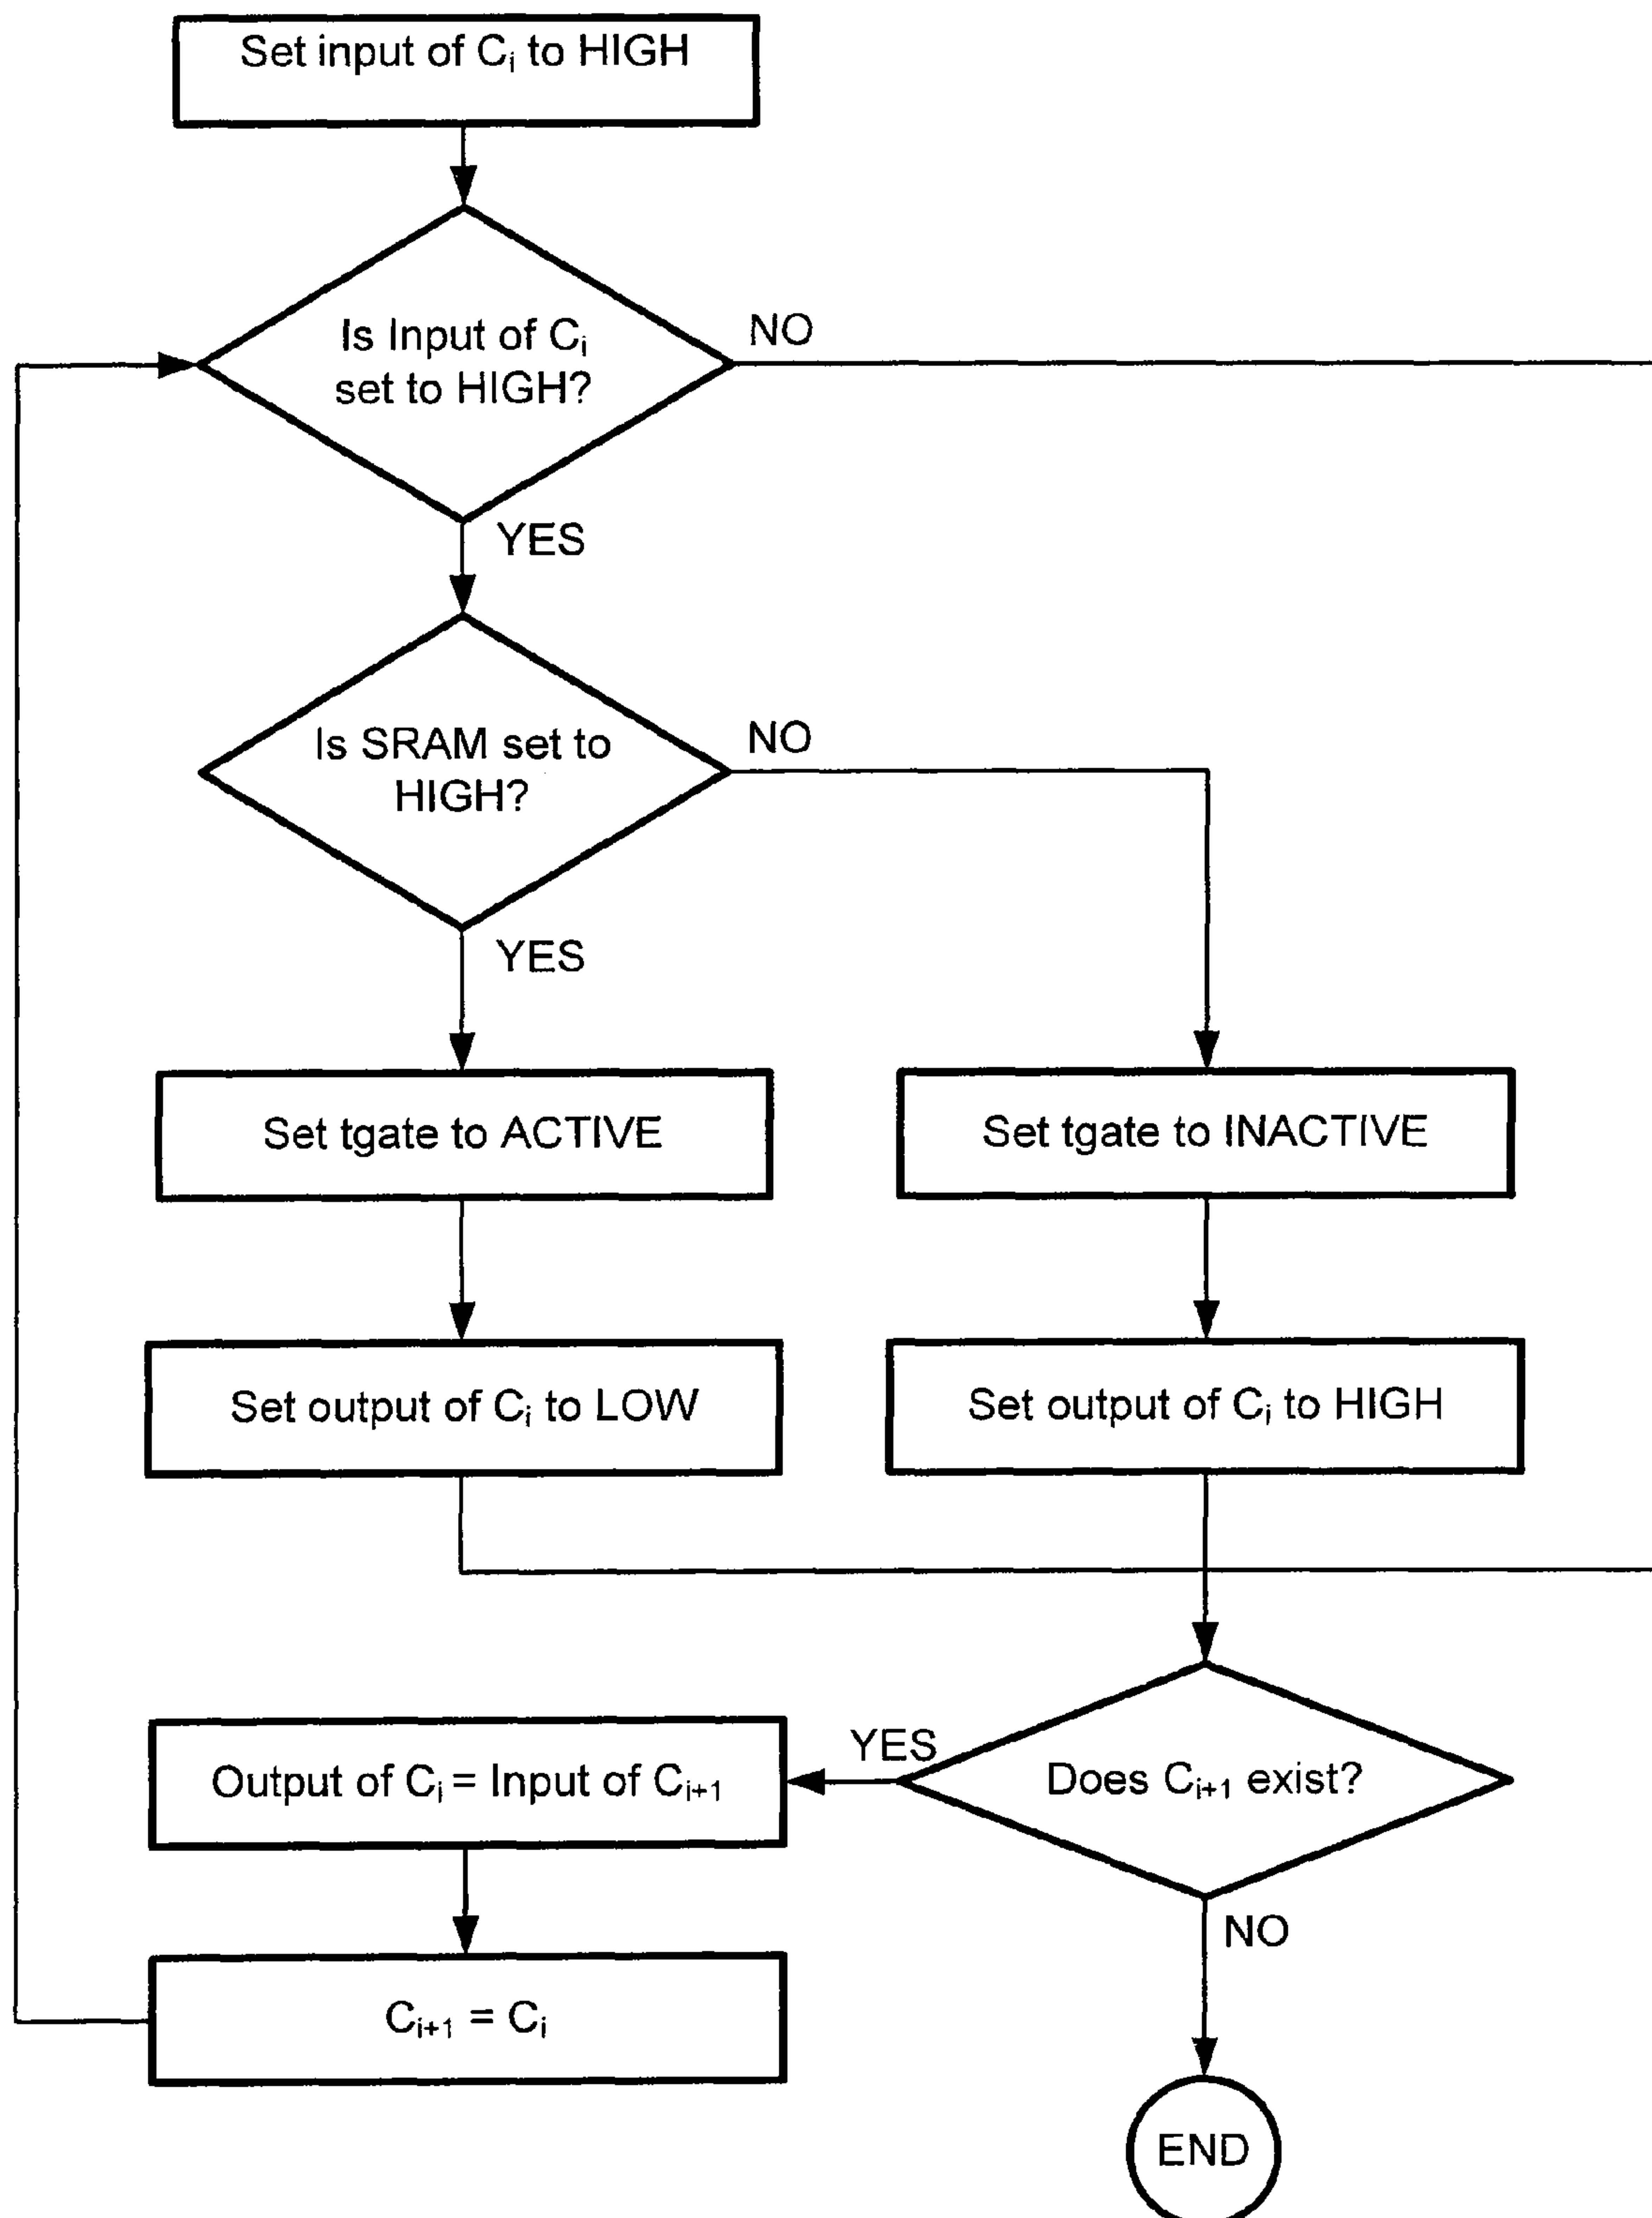 Set input of Cᵢ to HIGH
Is Input of Cᵢ
set to HIGH?
NO
YES
Is SRAM set to
HIGH?
NO
YES
Set tgate to ACTIVE
Set tgate to INACTIVE
Set output of Cᵢ to LOW
Set output of Cᵢ to HIGH
Output of Cᵢ = Input of Cᵢ₊₁
YES
Does Cᵢ₊₁ exist?
NO
Cᵢ₊₁ = Cᵢ
END